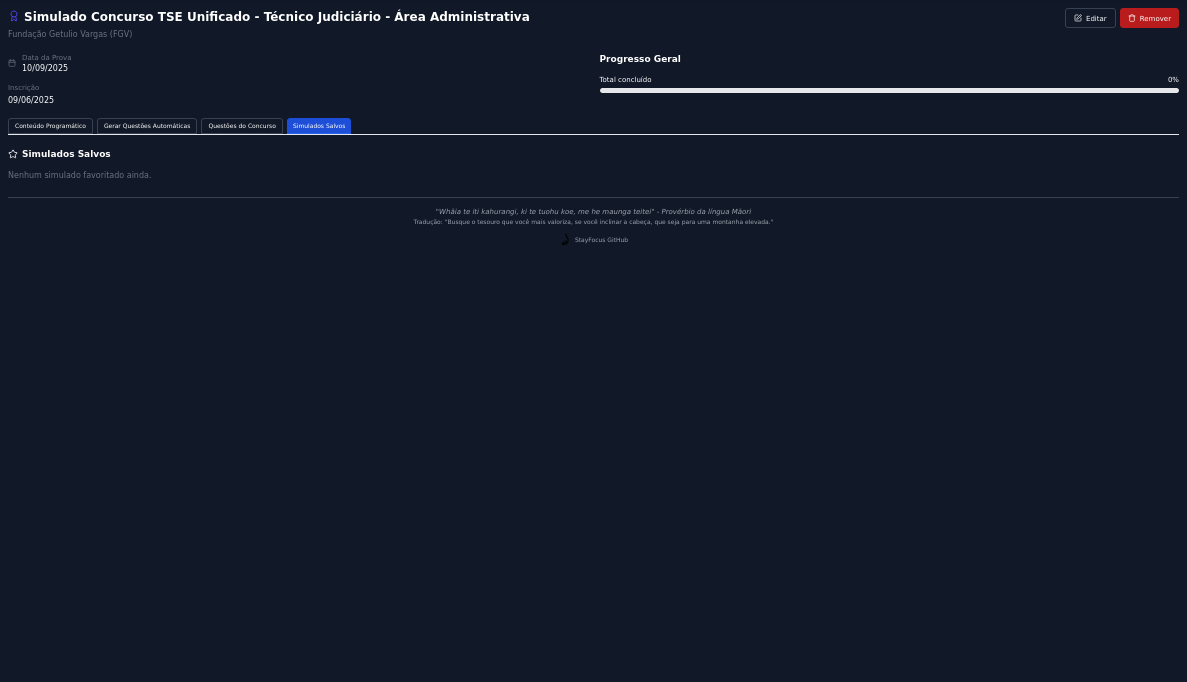 Simulado Concurso TSE Unificado - Técnico Judiciário - Área Administrativa
Editar
Remover
Fundação Getulio Vargas (FGV)
Data da Prova
10/09/2025
Inscrição
09/06/2025
Progresso Geral
Total concluído 0%
Conteúdo Programático Gerar Questões Automáticas Questões do Concurso Simulados Salvos
Simulados Salvos
Nenhum simulado favoritado ainda.
"Whāia te iti kahurangi, ki te tuohu koe, me he maunga teitei" - Provérbio da língua Māori
Tradução: "Busque o tesouro que você mais valoriza, se você inclinar a cabeça, que seja para uma montanha elevada."
StayFocus GitHub